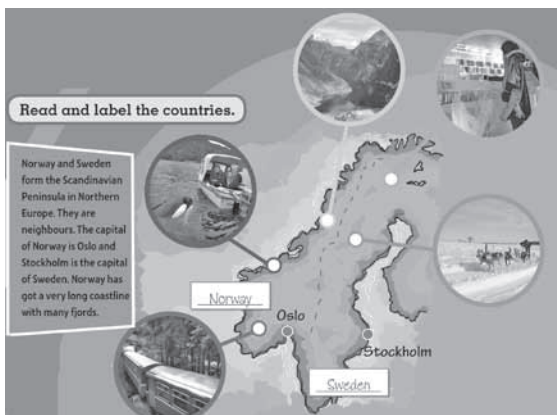 Read and label the countries.
Norway and Sweden
form the Scandinavian
Peninsula in Northern
Europe. They are
neighbours. The capital
of Norway is Oslo and
Stockholm is the capital
of Sweden. Norway has
got a very long coastline
with many fjords.
Norway
Oslo
Stockholm
Sweden